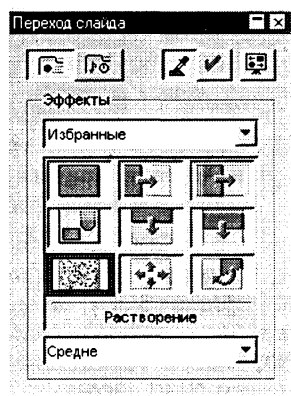 Переход слайда
Эффекты
Избранные
Растворение
Средне